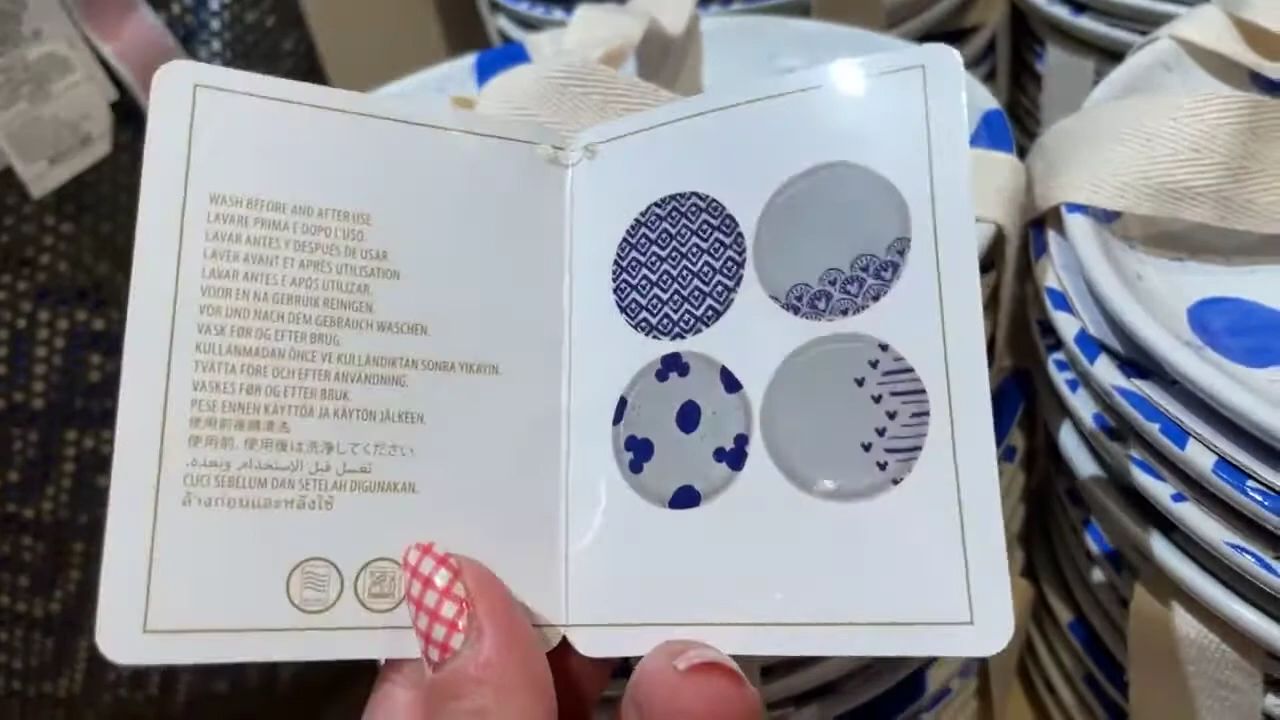 WASH BEFORE AND AFTER USE
LAVARE PRIMA E DOPO L'USO.
LAVAR ANTES Y DESPUÉS DE USAR.
LAVER AVANT ET APRÈS UTILISATION
LAVAR ANTES E APÓS UTILIZAR.
VOOR EN NA GEBRUIK REINIGEN.
VOR UND NACH DEM GEBRAUCH WASCHEN.
VASK FØR OG EFTER BRUG.
KULLANMADAN ÖNCE VE KULLANDIKTAN SONRA YIKAYIN.
TVÄTTA FÖRE OCH EFTER ANVÄNDNING.
VASKES FØR OG ETTER BRUK.
PESE ENNEN KÄYTTÖÄ JA KÄYTÖN JÄLKEEN.
使用前後請清洗
使用前、使用後は洗浄してください
تغسل قبل الإستخدام وبعده.
CUCI SEBELUM DAN SETELAH DIGUNAKAN.
ล้างก่อนและหลังใช้